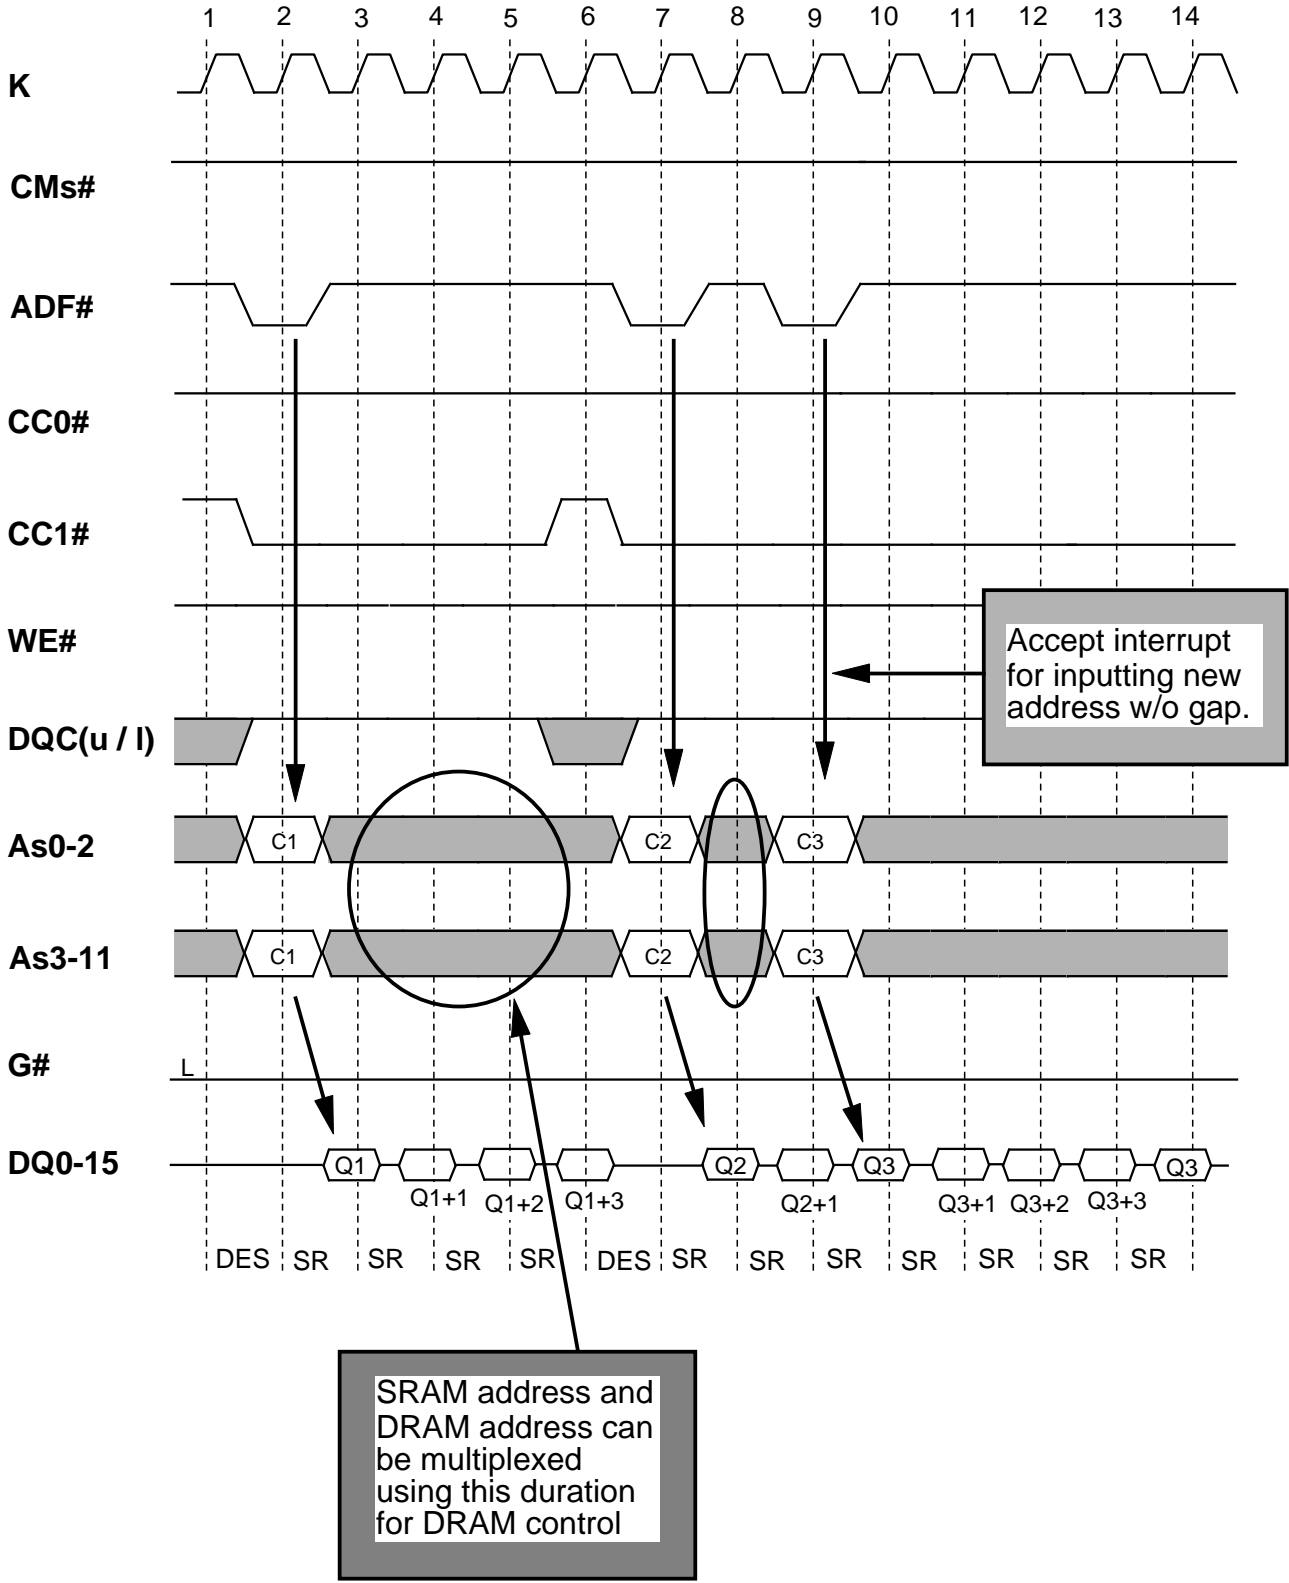 1 2 3 4 5 6 7 8 9 10 11 12 13 14
K
CMs#
ADF#
CC0#
CC1#
WE#
Accept interrupt
for inputting new
address w/o gap.
DQC(u / l)
As0-2 C1 C2 C3
As3-11 C1 C2 C3
G# L
DQ0-15 Q1 Q2 Q3 Q3
Q1+1 Q1+2 Q1+3 Q2+1 Q3+1 Q3+2 Q3+3
DES SR SR SR SR DES SR SR SR SR SR SR SR
SRAM address and
DRAM address can
be multiplexed
using this duration
for DRAM control